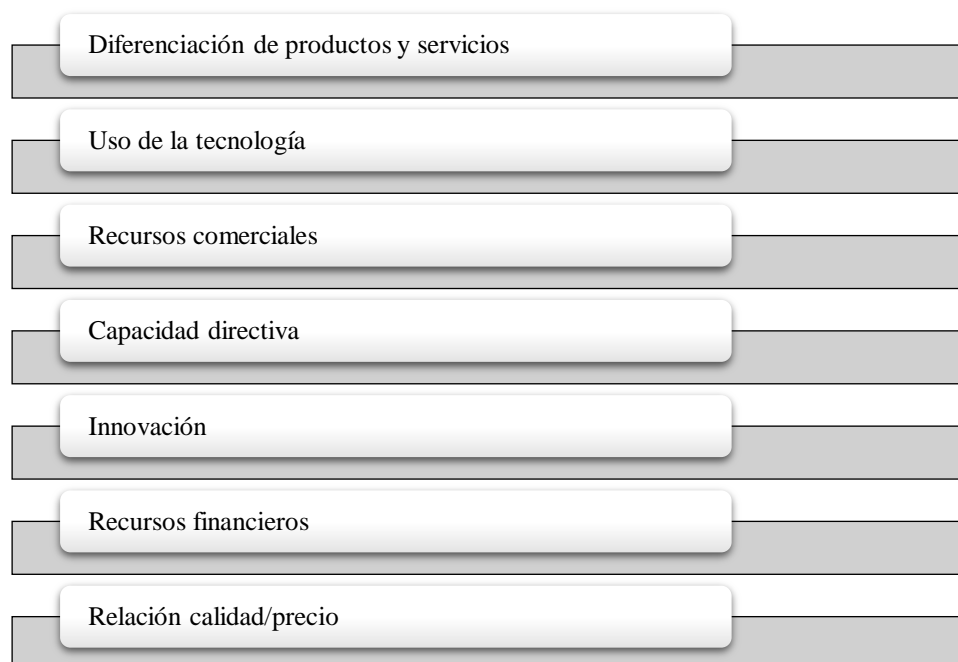 Diferenciación de productos y servicios
Uso de la tecnología
Recursos comerciales
Capacidad directiva
Innovación
Recursos financieros
Relación calidad/precio